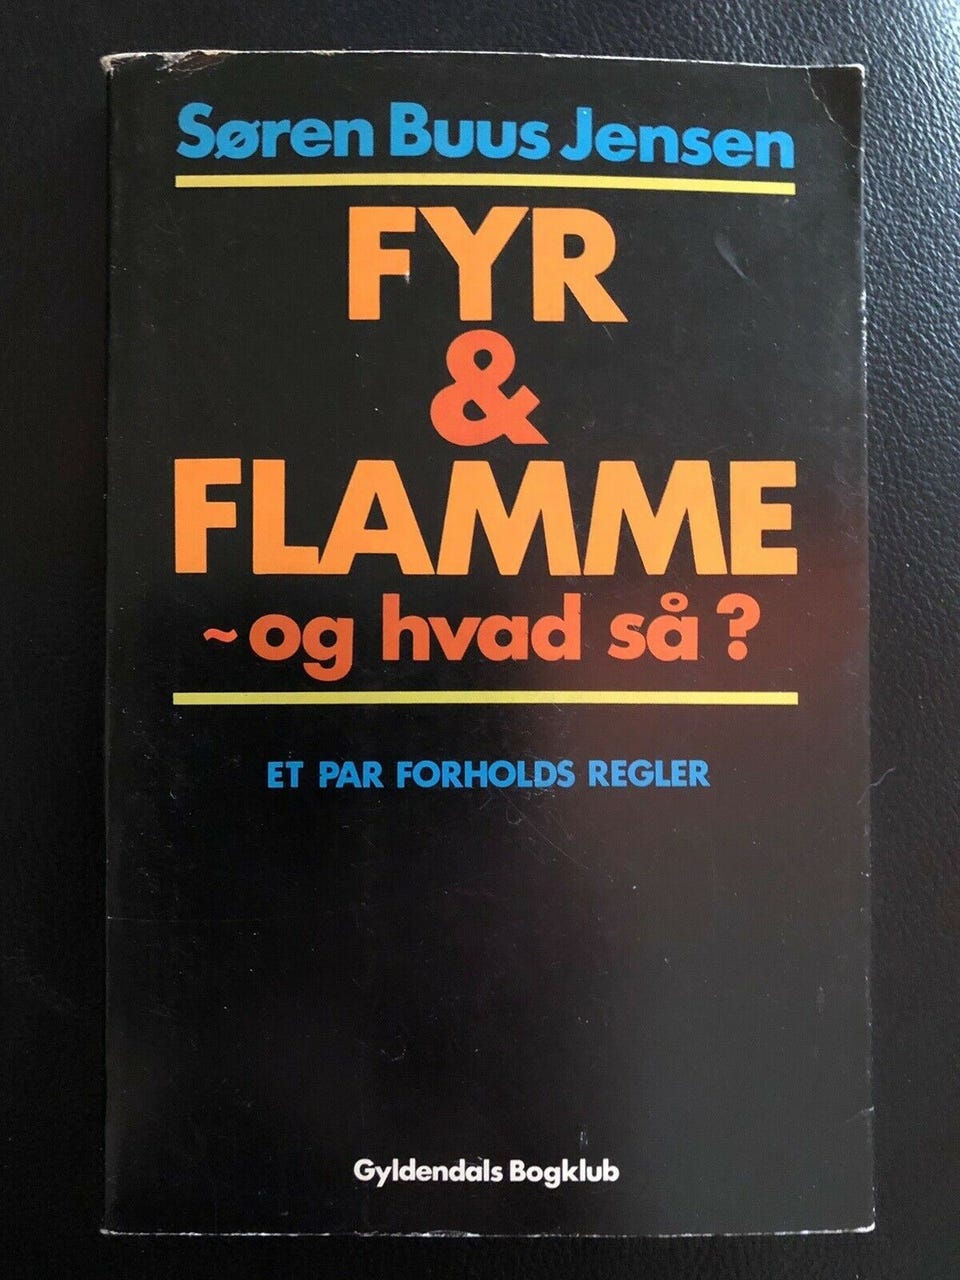 Søren Buus Jensen
FYR
&
FLAMME
~og hvad så?
ET PAR FORHOLDS REGLER
Gyldendals Bogklub